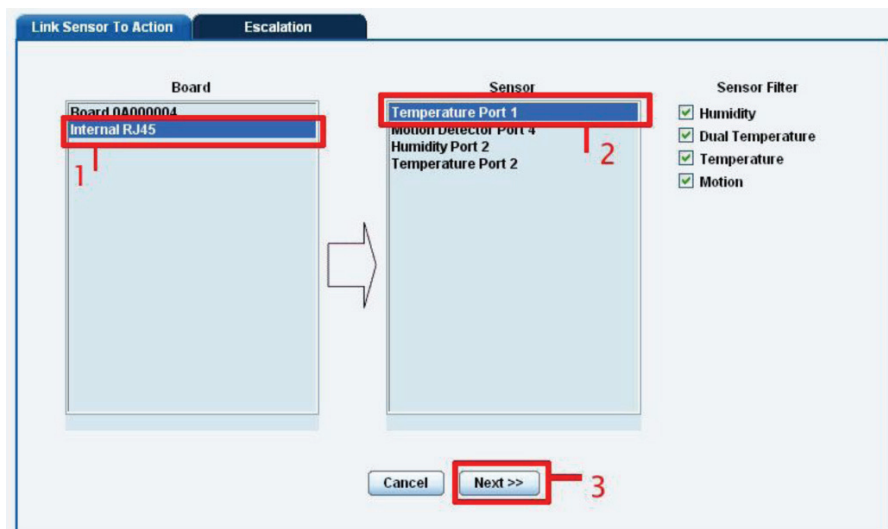 Link Sensor To Action
Escalation
Board
Board 0A000004
Internal RJ45
1
Sensor
Temperature Port 1
Motion Detector Port 4
Humidity Port 2
Temperature Port 2
2
Sensor Filter
Humidity
Dual Temperature
Temperature
Motion
Cancel
Next >>
3